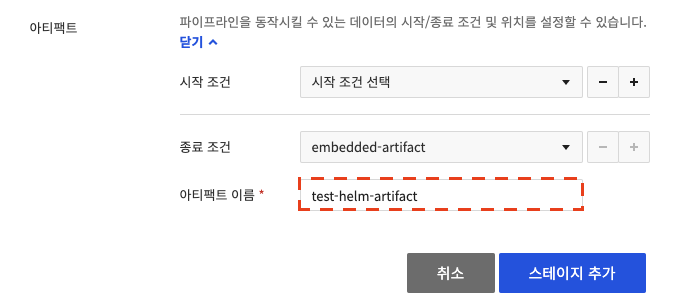 아티팩트
파이프라인을 동작시킬 수 있는 데이터의 시작/종료 조건 및 위치를 설정할 수 있습니다.
닫기
시작 조건 시작 조건 선택 − +
종료 조건 embedded-artifact − +
아티팩트 이름 * test-helm-artifact
취소 스테이지 추가